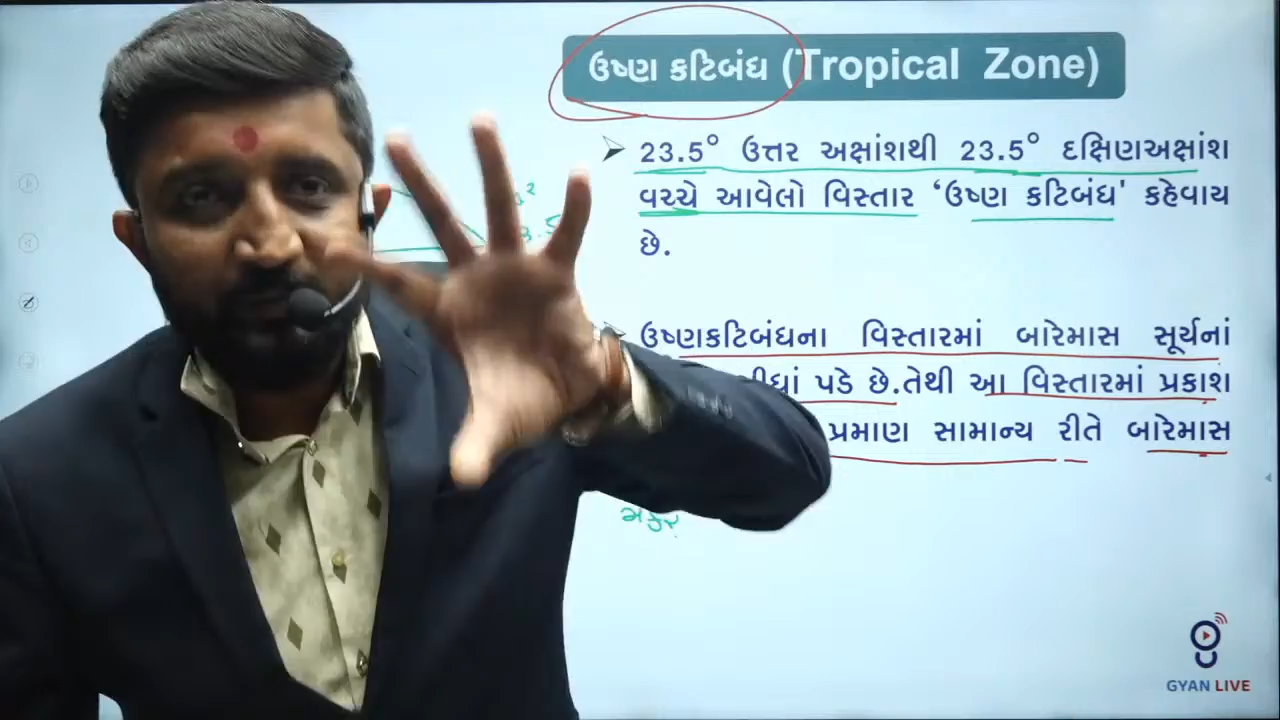 ઉષ્ણ કટિબંધ (Tropical Zone)
23.5° ઉત્તર અક્ષાંશથી 23.5° દક્ષિણઅક્ષાંશ
વચ્ચે આવેલો વિસ્તાર ‘ઉષ્ણ કટિબંધ' કહેવાય
છે.
ઉષ્ણકટિબંધના વિસ્તારમાં બારેમાસ સૂર્યનાં
પડે છે.તેથી આ વિસ્તારમાં પ્રકાશ
પ્રમાણ સામાન્ય રીતે બારેમાસ
મકર
GYAN LIVE